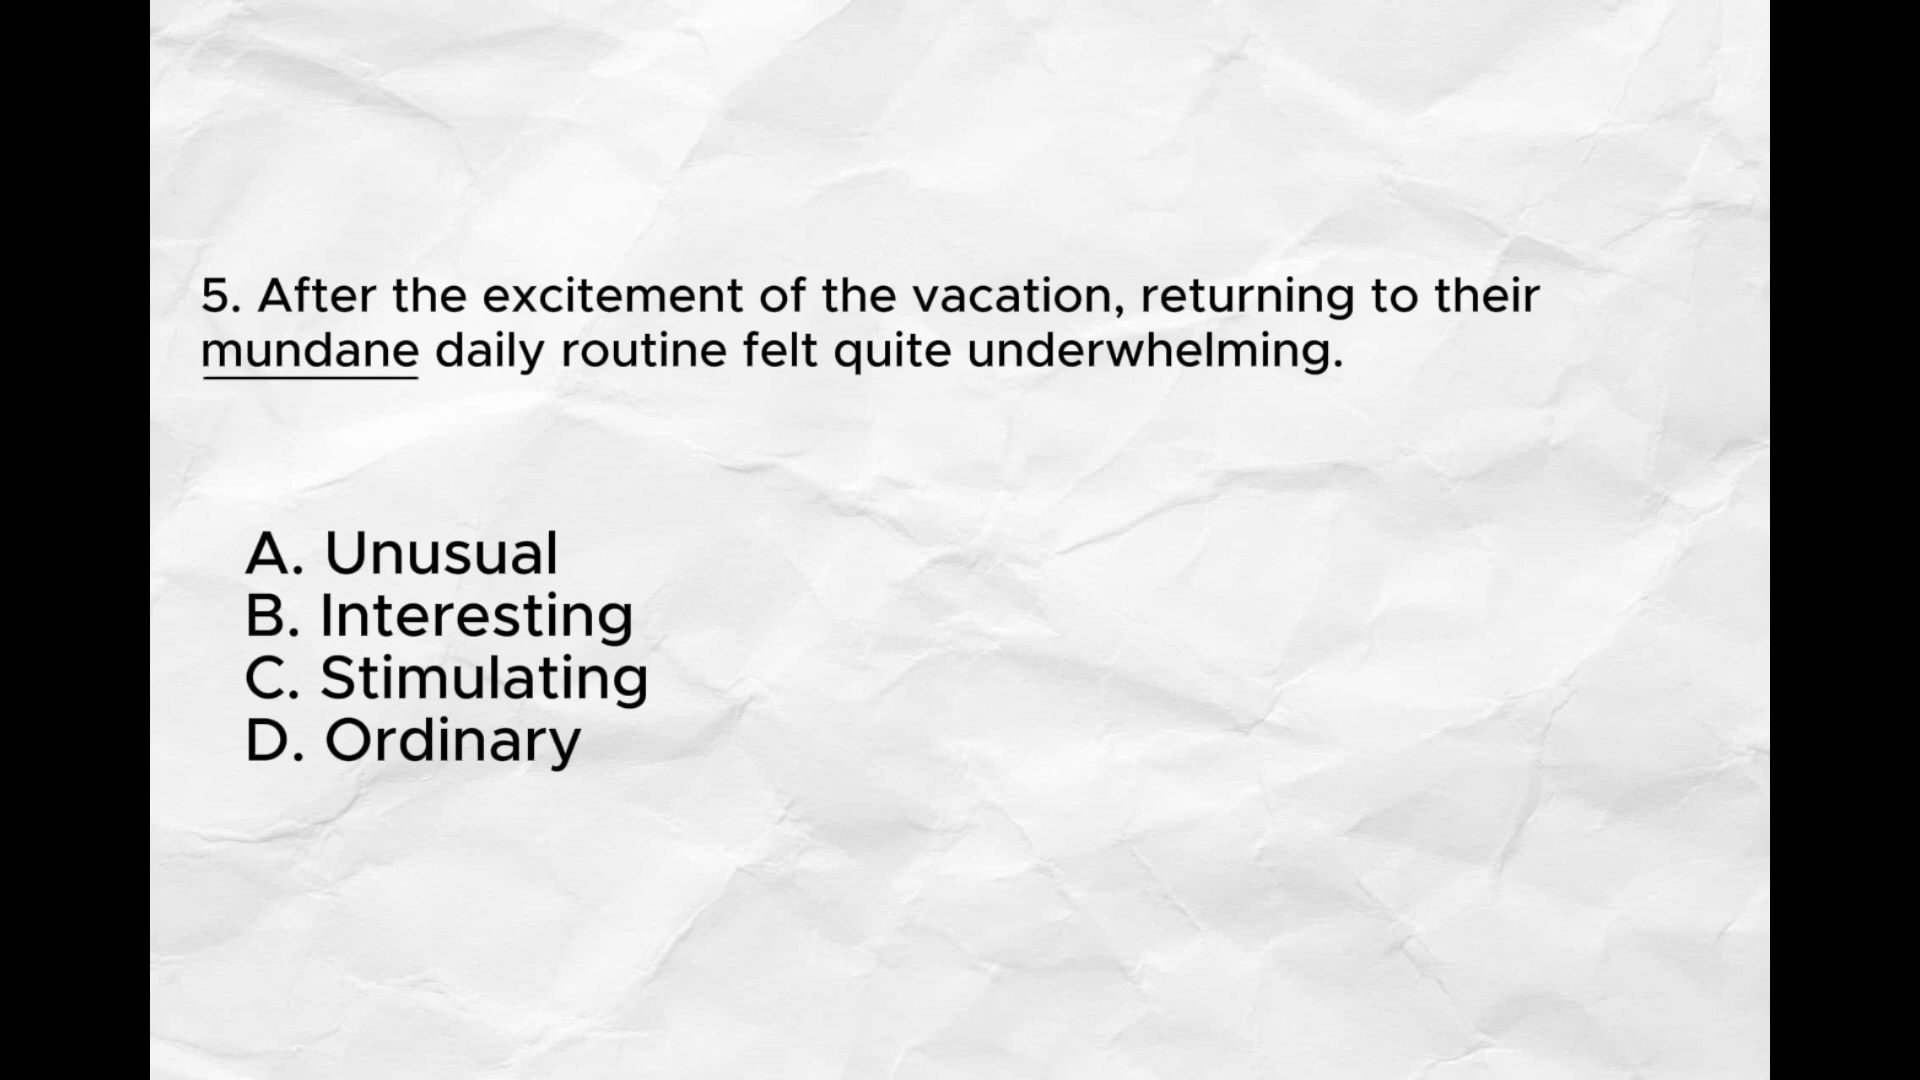 5. After the excitement of the vacation, returning to their
mundane daily routine felt quite underwhelming.
A. Unusual
B. Interesting
C. Stimulating
D. Ordinary